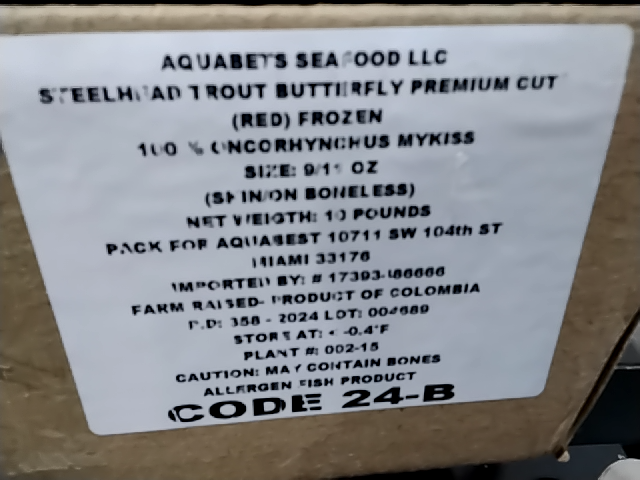 AQUABETS SEAFOOD LLC
STEELHEAD TROUT BUTTERFLY PREMIUM CUT
(RED) FROZEN
100 % ONCORHYNCHUS MYKISS
SIZE: 9/11 OZ
(SKIN/ON BONELESS)
NET WEIGTH: 10 POUNDS
PACK FOR AQUABEST 10711 SW 104th ST
MIAMI 33176
IMPORTED BY: # 17393-
FARM RAISED- PRODUCT OF COLOMBIA
P.D: 358 - 2024 LOT:
STORE AT: < -0.4°F
PLANT #: 002-15
CAUTION: MAY CONTAIN BONES
ALLERGEN FISH PRODUCT
CODE 24-B